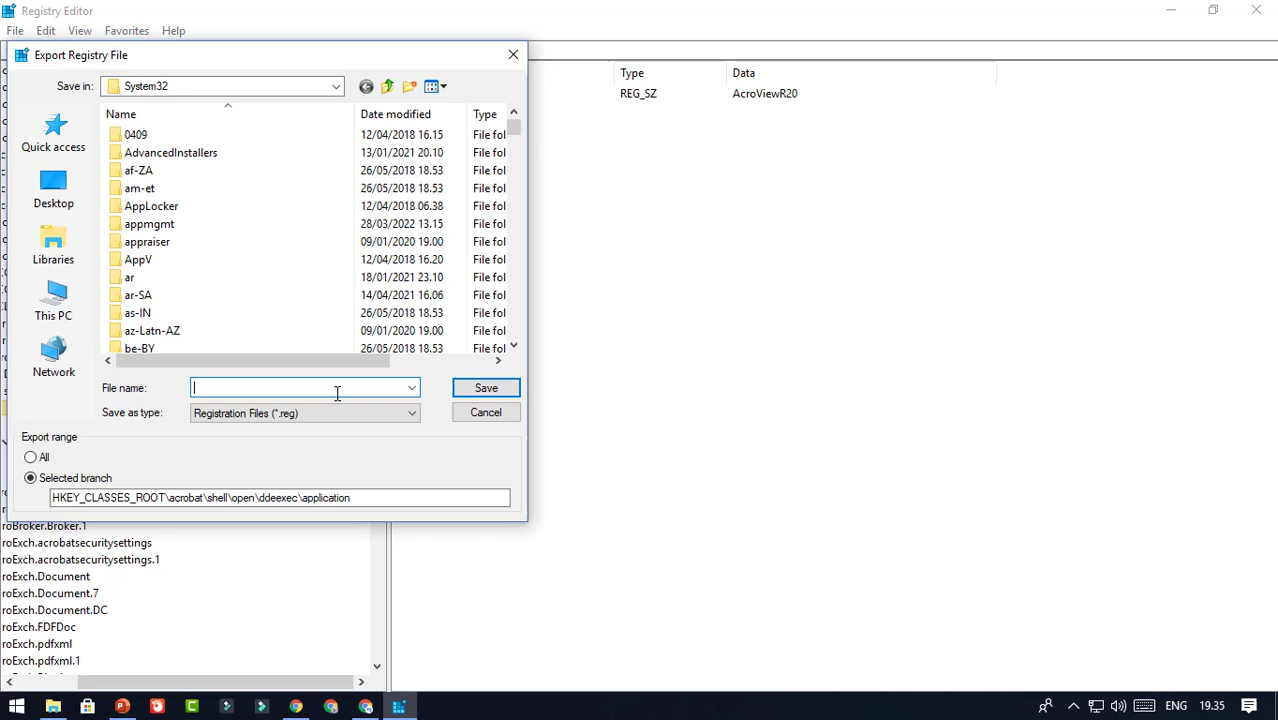 Registry Editor
File Edit View Favorites Help
Export Registry File
Save in: System32
Type Data
REG_SZ AcroViewR20
Name Date modified Type
0409 12/04/2018 16.15 File fol
AdvancedInstallers 13/01/2021 20.10 File fol
af-ZA 26/05/2018 18.53 File fol
am-et 26/05/2018 18.53 File fol
AppLocker 12/04/2018 06.38 File fol
appmgmt 28/03/2022 13.15 File fol
appraiser 09/01/2020 19.00 File fol
AppV 12/04/2018 16.20 File fol
ar 18/01/2021 23.10 File fol
ar-SA 14/04/2021 16.06 File fol
as-IN 26/05/2018 18.53 File fol
az-Latn-AZ 09/01/2020 19.00 File fol
be-BY 26/05/2018 18.53 File fol
Quick access
Desktop
Libraries
This PC
Network
File name: Save
Save as type: Registration Files (*.reg) Cancel
Export range
All
Selected branch
HKEY_CLASSES_ROOT\acrobat\shell\open\ddeexec\application
roBroker.Broker.1
roExch.acrobatsecuritysettings
roExch.acrobatsecuritysettings.1
roExch.Document
roExch.Document.7
roExch.Document.DC
roExch.FDFDoc
roExch.pdfxml
roExch.pdfxml.1
ENG 19.35